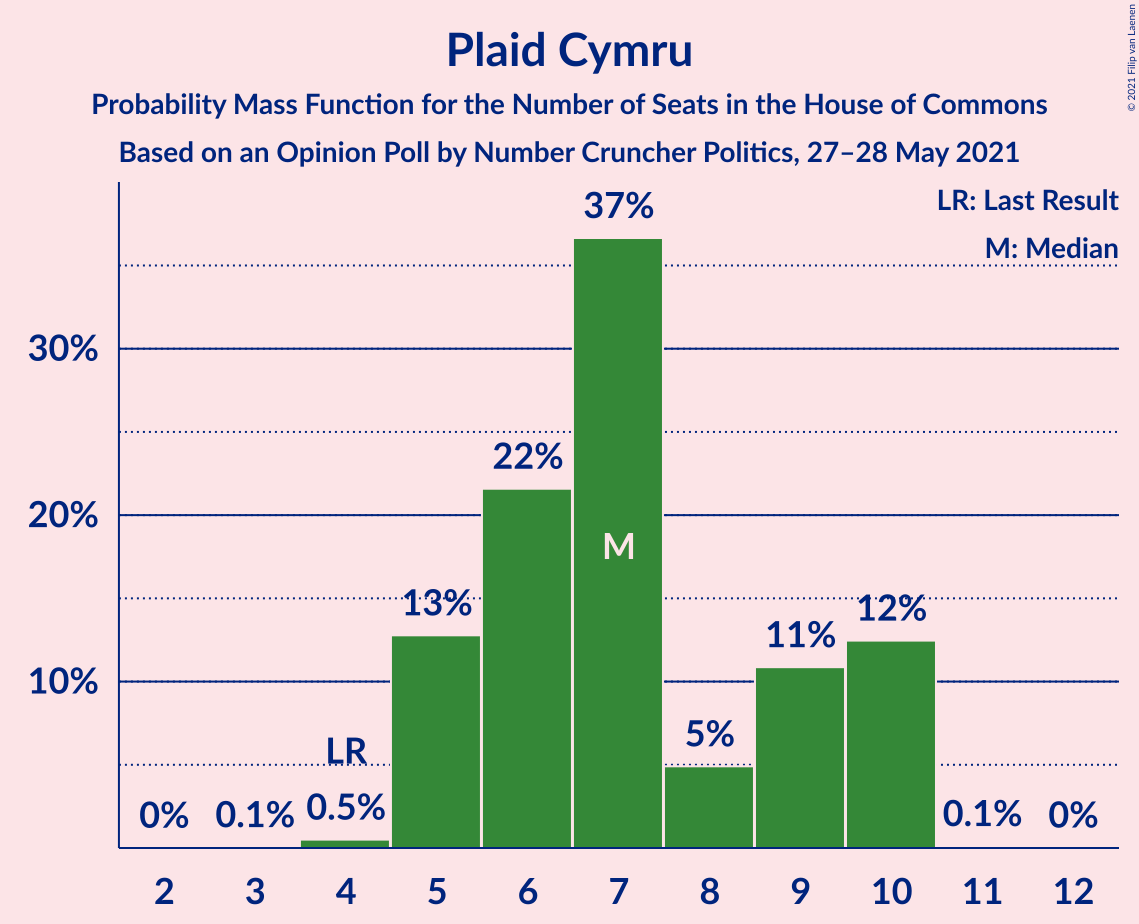 Plaid Cymru
Probability Mass Function for the Number of Seats in the House of Commons
Based on an Opinion Poll by Number Cruncher Politics, 27–28 May 2021
© 2021 Filip van Laenen
LR: Last Result
M: Median
37%
30%
22%
20%
M
13%
12%
11%
10%
5%
LR
0%
0.1%
0.5%
0.1%
0%
2 3 4 5 6 7 8 9 10 11 12